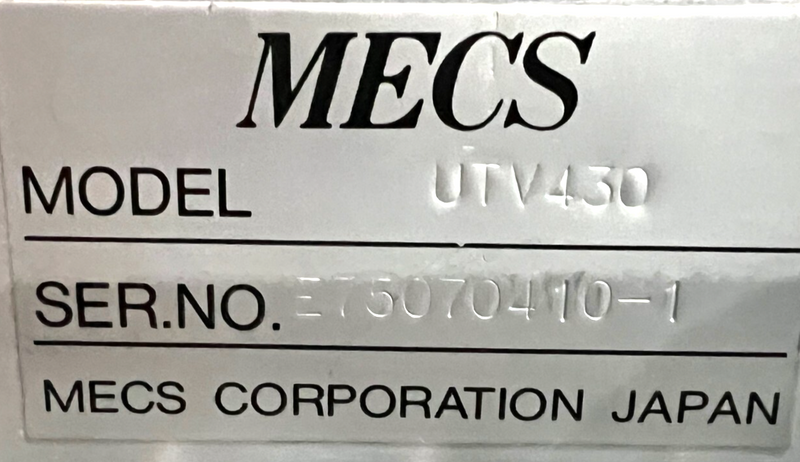 MECS
MODEL UTV430
SER.NO. E75070410-1
MECS CORPORATION JAPAN